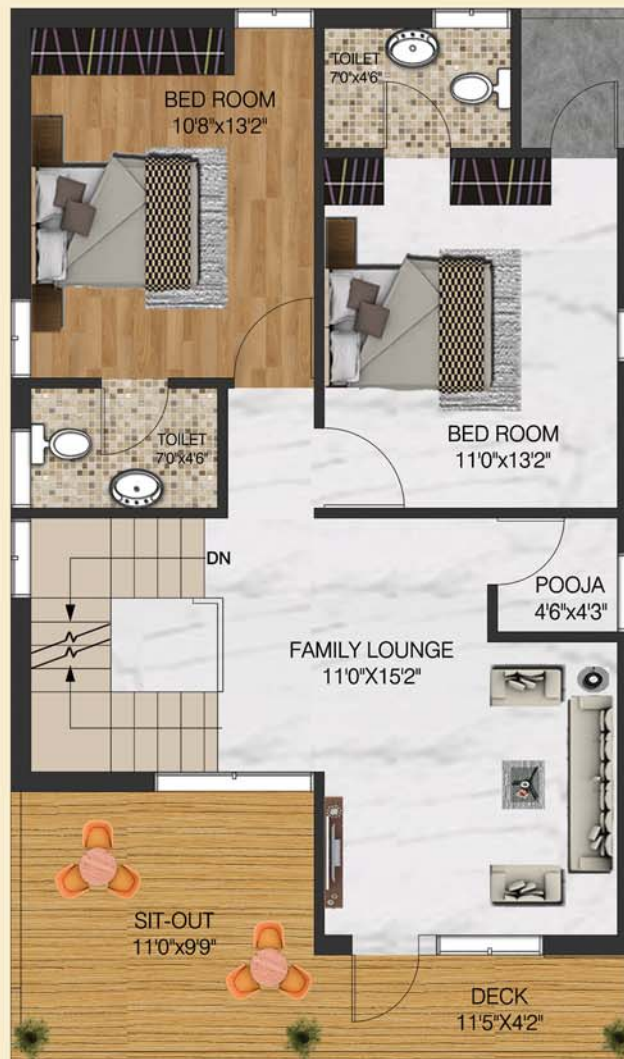 BED ROOM
10'8"x13'2"
TOILET
7'0"x4'6"
TOILET
7'0"x4'6"
BED ROOM
11'0"x13'2"
DN
POOJA
4'6"x4'3"
FAMILY LOUNGE
11'0"X15'2"
SIT-OUT
11'0"x9'9"
DECK
11'5"X4'2"